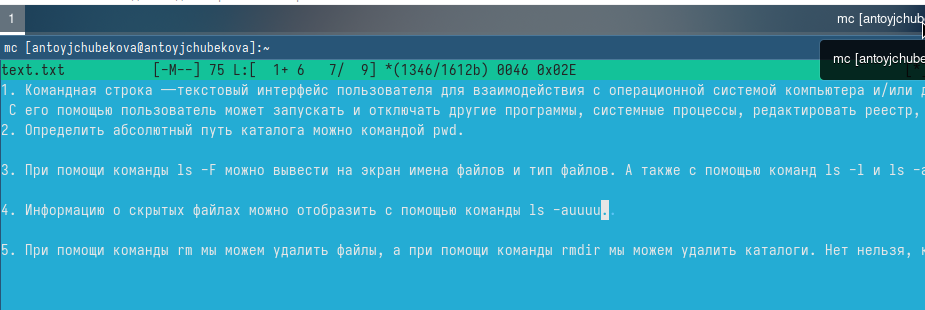 1
mc [antoyjchub
mc [antoyjchubekova@antoyjchubekova]:~
mc [antoyjchubeko
text.txt [-M--] 75 L:[ 1+ 6 7/ 9] *(1346/1612b) 0046 0x02E
1. Командная строка —–текстовый интерфейс пользователя для взаимодействия с операционной системой компьютера и/или д
С его помощью пользователь может запускать и отключать другие программы, системные процессы, редактировать реестр,
2. Определить абсолютный путь каталога можно командой pwd.
3. При помощи команды ls -F можно вывести на экран имена файлов и тип файлов. А также с помощью команд ls -l и ls -a
4. Информацию о скрытых файлах можно отобразить с помощью команды ls -auuuu.
5. При помощи команды rm мы можем удалить файлы, а при помощи команды rmdir мы можем удалить каталоги. Нет нельзя, к